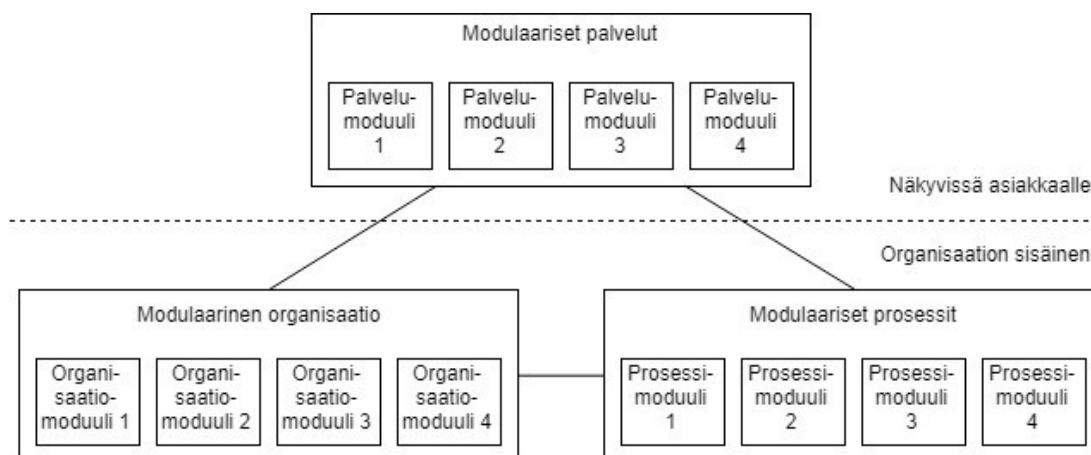 Modulaariset palvelut
Palvelu-
moduuli
1
Palvelu-
moduuli
2
Palvelu-
moduuli
3
Palvelu-
moduuli
4
Näkyvissä asiakkaalle
Organisaation sisäinen
Modulaarinen organisaatio
Organi-
saatio-
moduuli 1
Organi-
saatio-
moduuli 2
Organi-
saatio-
moduuli 3
Organi-
saatio-
moduuli 4
Modulaariset prosessit
Prosessi-
moduuli
1
Prosessi-
moduuli
2
Prosessi-
moduuli
3
Prosessi-
moduuli
4